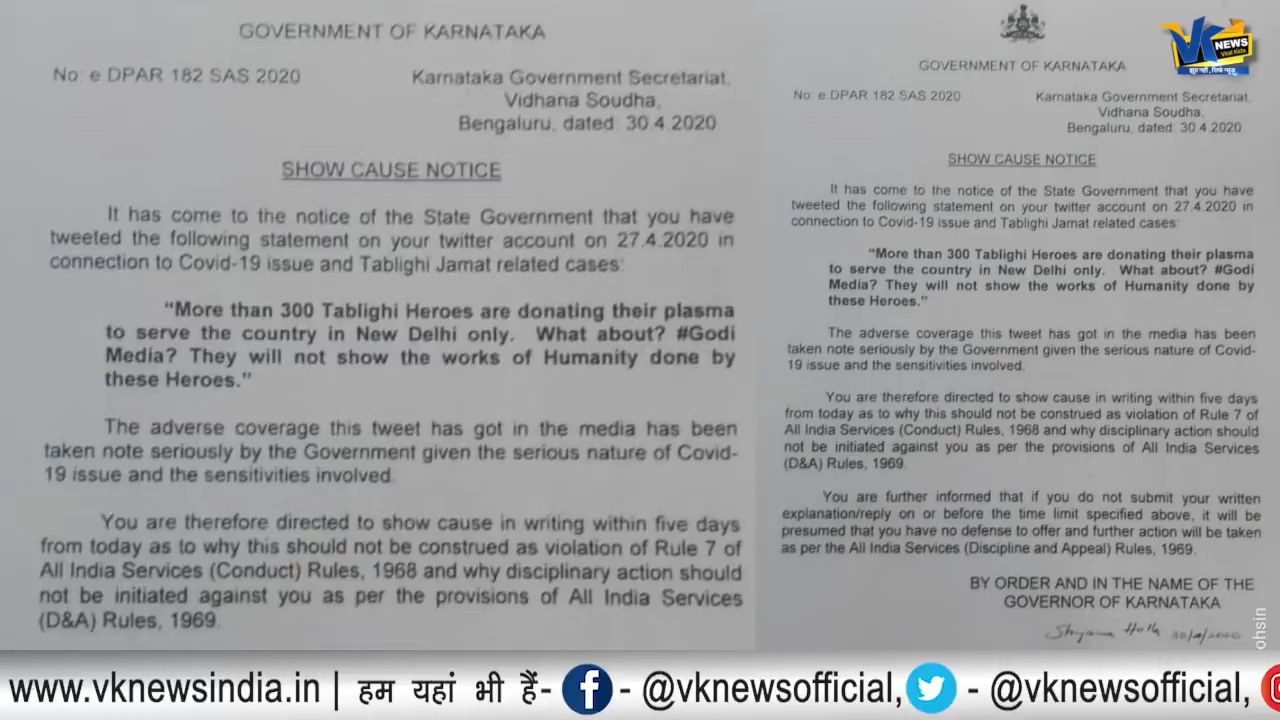 GOVERNMENT OF KARNATAKA
No: e.DPAR 182 SAS 2020
Karnataka Government Secretariat,
Vidhana Soudha,
Bengaluru, dated: 30.4.2020
SHOW CAUSE NOTICE
It has come to the notice of the State Government that you have
tweeted the following statement on your twitter account on 27.4.2020 in
connection to Covid-19 issue and Tablighi Jamat related cases:
"More than 300 Tablighi Heroes are donating their plasma
to serve the country in New Delhi only. What about? #Godi
Media? They will not show the works of Humanity done by
these Heroes."
The adverse coverage this tweet has got in the media has been
taken note seriously by the Government given the serious nature of Covid-
19 issue and the sensitivities involved.
You are therefore directed to show cause in writing within five days
from today as to why this should not be construed as violation of Rule 7 of
All India Services (Conduct) Rules, 1968 and why disciplinary action should
not be initiated against you as per the provisions of All India Services
(D&A) Rules, 1969.
GOVERNMENT OF KARNATAKA
No: e.DPAR 182 SAS 2020
Karnataka Government Secretariat,
Vidhana Soudha,
Bengaluru, dated: 30.4.2020.
SHOW CAUSE NOTICE
It has come to the notice of the State Government that you have
tweeted the following statement on your twitter account on 27.4.2020 in
connection to Covid-19 issue and Tablighi Jamat related cases:
"More than 300 Tablighi Heroes are donating their plasma
to serve the country in New Delhi only. What about? #Godi
Media? They will not show the works of Humanity done by
these Heroes."
The adverse coverage this tweet has got in the media has been
taken note seriously by the Government given the serious nature of Covid-
19 issue and the sensitivities involved.
You are therefore directed to show cause in writing within five days
from today as to why this should not be construed as violation of Rule 7 of
All India Services (Conduct) Rules, 1968 and why disciplinary action should
not be initiated against you as per the provisions of All India Services
(D&A) Rules, 1969.
You are further informed that if you do not submit your written
explanation/reply on or before the time limit specified above, it will be
presumed that you have no defense to offer and further action will be taken
as per the All India Services (Discipline and Appeal) Rules, 1969.
BY ORDER AND IN THE NAME OF THE
GOVERNOR OF KARNATAKA
30/4/2020
ohsin
VK NEWS
Viral Kida
झूठ नहीं, सिर्फ न्यूज़
www.vknewsindia.in | हम यहां भी हैं- - @vknewsofficial, - @vknewsofficial,